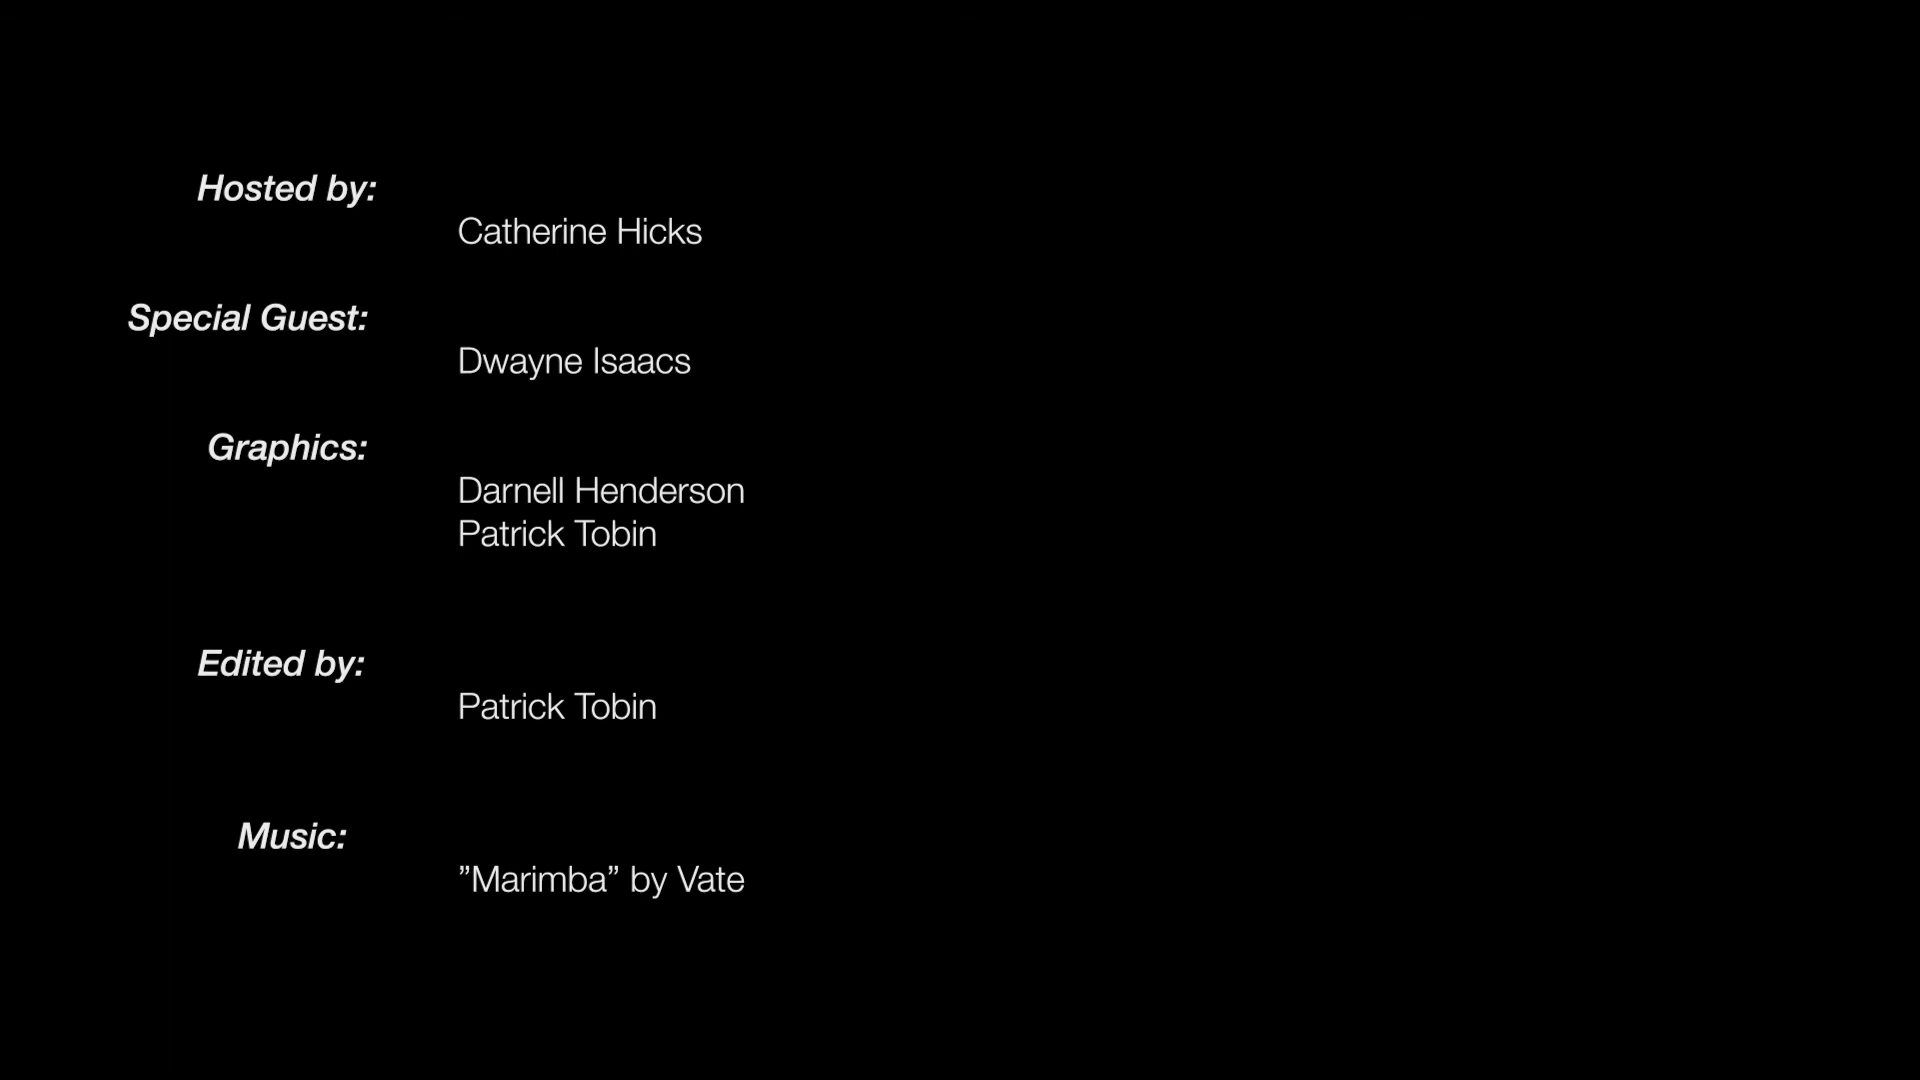 Hosted by:
Catherine Hicks
Special Guest:
Dwayne Isaacs
Graphics:
Darnell Henderson
Patrick Tobin
Edited by:
Patrick Tobin
Music:
”Marimba” by Vate